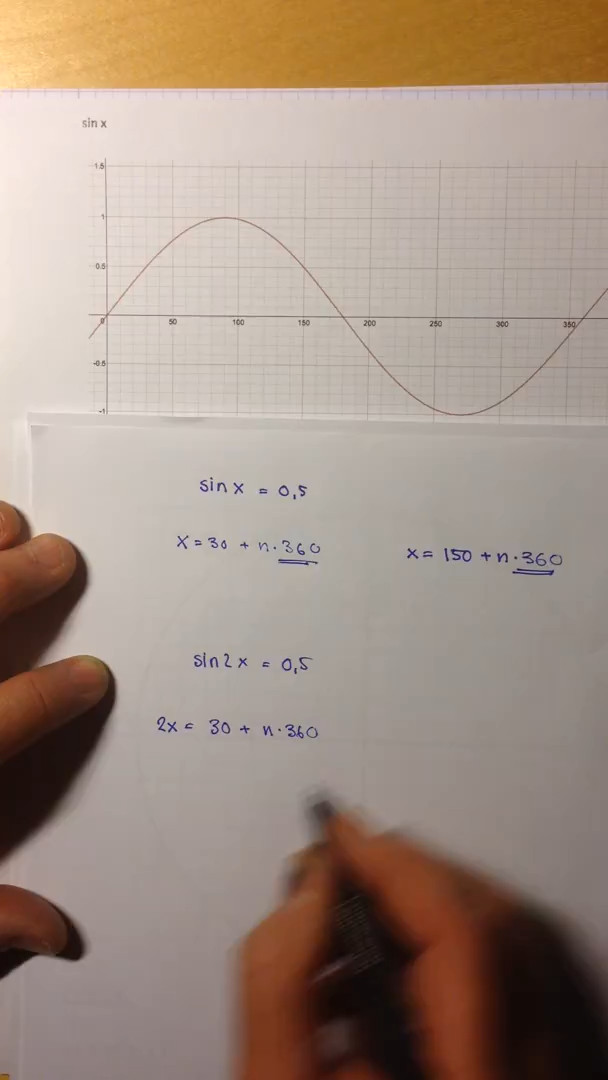 sin x
1.5
1
0.5
0 50 100 150 200 250 300 350
-0.5
-1
sin x = 0,5
x = 30 + n · 360 x = 150 + n · 360
sin 2x = 0,5
2x = 30 + n · 360